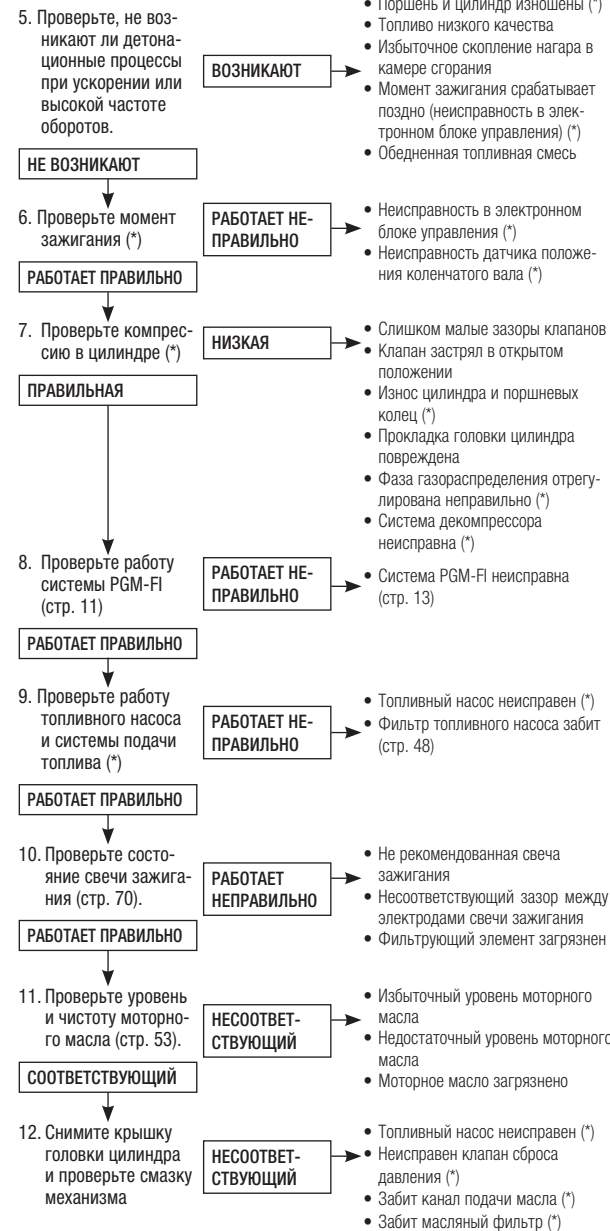 • Поршень и цилиндр изношены (*)
5. Проверьте, не воз-
никают ли детона-
ционные процессы
при ускорении или
высокой частоте
оборотов.
ВОЗНИКАЮТ
• Топливо низкого качества
• Избыточное скопление нагара в
камере сгорания
• Момент зажигания срабатывает
поздно (неисправность в элек-
тронном блоке управления) (*)
• Обедненная топливная смесь
НЕ ВОЗНИКАЮТ
6. Проверьте момент
зажигания (*)
РАБОТАЕТ НЕ-
ПРАВИЛЬНО
• Неисправность в электронном
блоке управления (*)
• Неисправность датчика положе-
ния коленчатого вала (*)
РАБОТАЕТ ПРАВИЛЬНО
7. Проверьте компрес-
сию в цилиндре (*)
НИЗКАЯ
• Слишком малые зазоры клапанов
• Клапан застрял в открытом
положении
• Износ цилиндра и поршневых
колец (*)
• Прокладка головки цилиндра
повреждена
• Фаза газораспределения отрегу-
лирована неправильно (*)
• Система декомпрессора
неисправна (*)
ПРАВИЛЬНАЯ
8. Проверьте работу
системы PGM-FI
(стр. 11)
РАБОТАЕТ НЕ-
ПРАВИЛЬНО
• Система PGM-FI неисправна
(стр. 13)
РАБОТАЕТ ПРАВИЛЬНО
9. Проверьте работу
топливного насоса
и системы подачи
топлива (*)
РАБОТАЕТ НЕ-
ПРАВИЛЬНО
• Топливный насос неисправен (*)
• Фильтр топливного насоса забит
(стр. 48)
РАБОТАЕТ ПРАВИЛЬНО
10. Проверьте состо-
яние свечи зажига-
ния (стр. 70).
РАБОТАЕТ
НЕПРАВИЛЬНО
• Не рекомендованная свеча
зажигания
• Несоответствующий зазор между
электродами свечи зажигания
• Фильтрующий элемент загрязнен
РАБОТАЕТ ПРАВИЛЬНО
11. Проверьте уровень
и чистоту моторно-
го масла (стр. 53).
НЕСООТВЕТ-
СТВУЮЩИЙ
• Избыточный уровень моторного
масла
• Недостаточный уровень моторного
масла
• Моторное масло загрязнено
СООТВЕТСТВУЮЩИЙ
12. Снимите крышку
головки цилиндра
и проверьте смазку
механизма
НЕСООТВЕТ-
СТВУЮЩИЙ
• Топливный насос неисправен (*)
• Неисправен клапан сброса
давления (*)
• Забит канал подачи масла (*)
• Забит масляный фильтр (*)